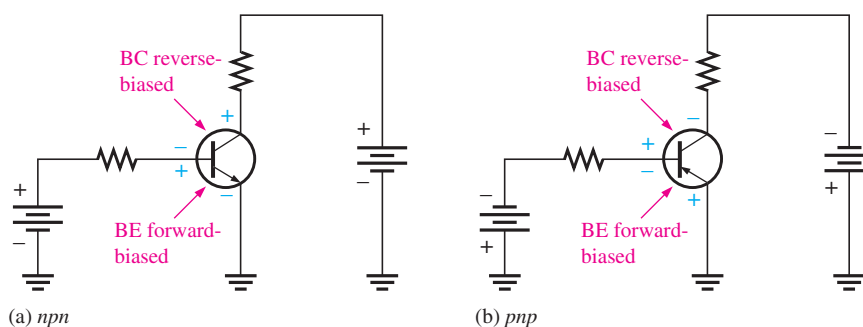 BC reverse-
biased
+
−
+
−
+
−
+
−
BE forward-
biased
(a) npn
BC reverse-
biased
−
+
−
+
−
+
−
+
BE forward-
biased
(b) pnp